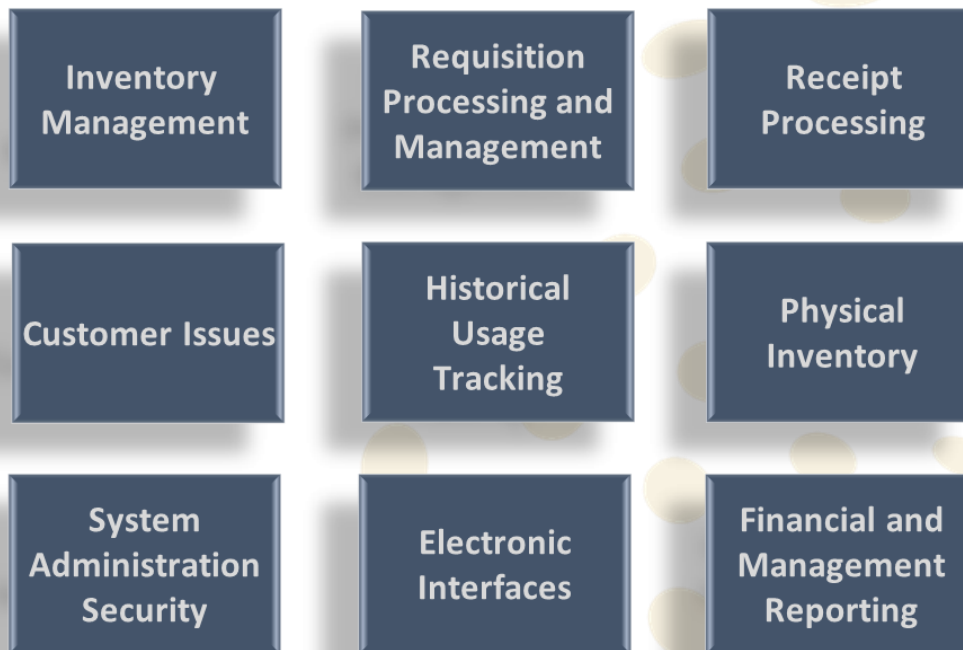 Inventory
Management
Requisition
Processing and
Management
Receipt
Processing
Customer Issues
Historical
Usage
Tracking
Physical
Inventory
System
Administration
Security
Electronic
Interfaces
Financial and
Management
Reporting